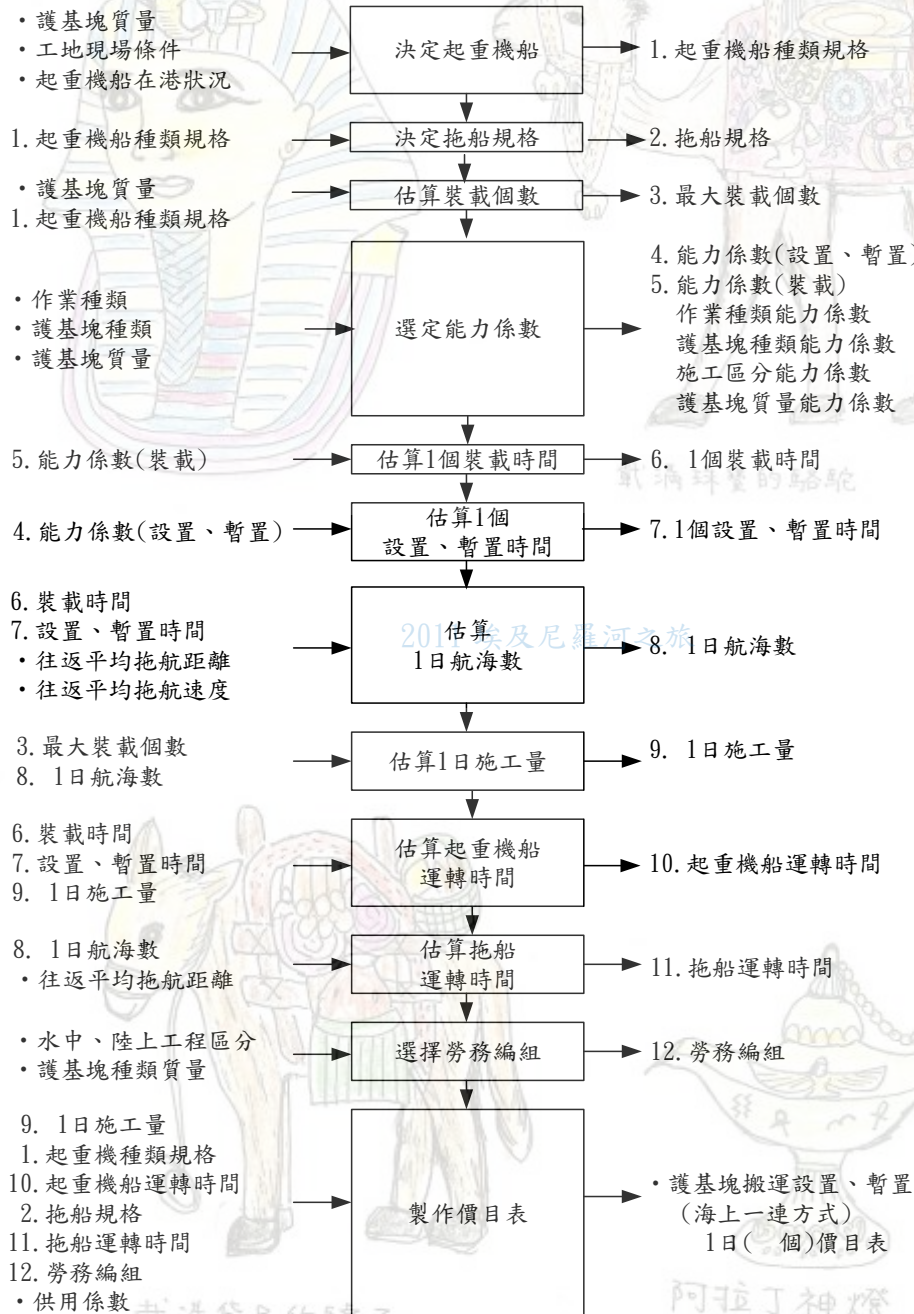 ・護基塊質量
・工地現場條件
・起重機船在港狀況
決定起重機船
1.起重機船種類規格
1.起重機船種類規格
決定拖船規格
2.拖船規格
・護基塊質量
1.起重機船種類規格
估算裝載個數
3.最大裝載個數
・作業種類
・護基塊種類
・護基塊質量
選定能力係數
4.能力係數(設置、暫置)
5.能力係數(裝載)
作業種類能力係數
護基塊種類能力係數
施工區分能力係數
護基塊質量能力係數
5.能力係數(裝載)
估算1個裝載時間
6. 1個裝載時間
4.能力係數(設置、暫置)
估算1個
設置、暫置時間
7.1個設置、暫置時間
6.裝載時間
7.設置、暫置時間
・往返平均拖航距離
・往返平均拖航速度
估算
1日航海數
8. 1日航海數
2017 埃及尼羅河之旅
3.最大裝載個數
8. 1日航海數
估算1日施工量
9. 1日施工量
6.裝載時間
7.設置、暫置時間
9. 1日施工量
估算起重機船
運轉時間
10.起重機船運轉時間
8. 1日航海數
・往返平均拖航距離
估算拖船
運轉時間
11.拖船運轉時間
・水中、陸上工程區分
・護基塊種類質量
選擇勞務編組
12.勞務編組
9. 1日施工量
1.起重機種類規格
10.起重機船運轉時間
2.拖船規格
11.拖船運轉時間
12.勞務編組
・供用係數
製作價目表
・護基塊搬運設置、暫置
(海上一連方式)
1日( 個)價目表
阿拉丁神燈